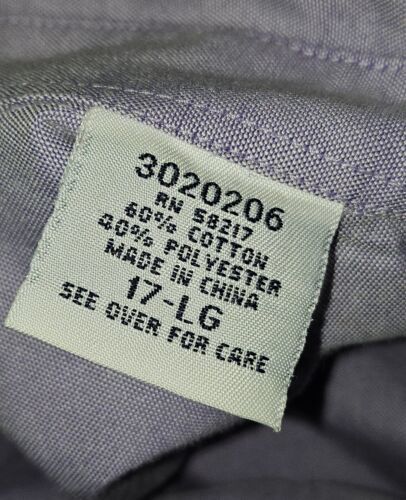 3020206
RN 58217
60% COTTON
40% POLYESTER
MADE IN CHINA
17-LG
SEE OVER FOR CARE